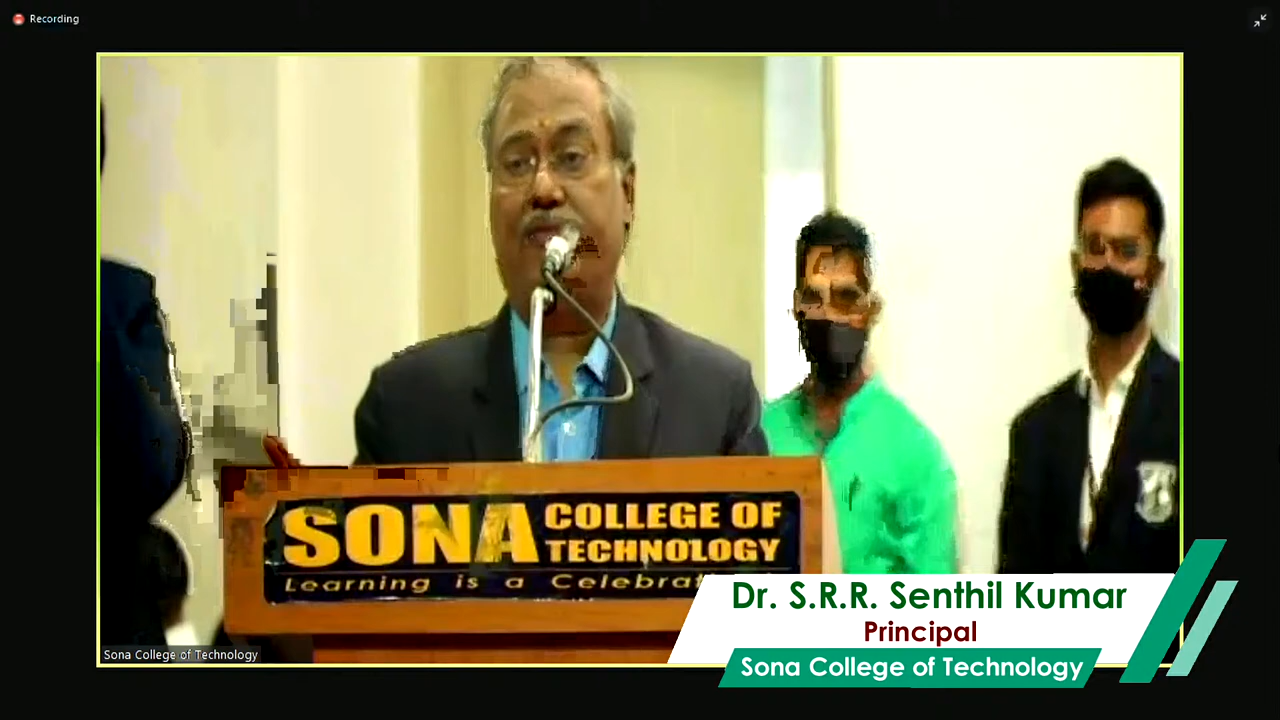 Recording
SONA COLLEGE OF
TECHNOLOGY
Learning is a
Dr. S.R.R. Senthil Kumar
Principal
Sona College of Technology
Sona College of Technology